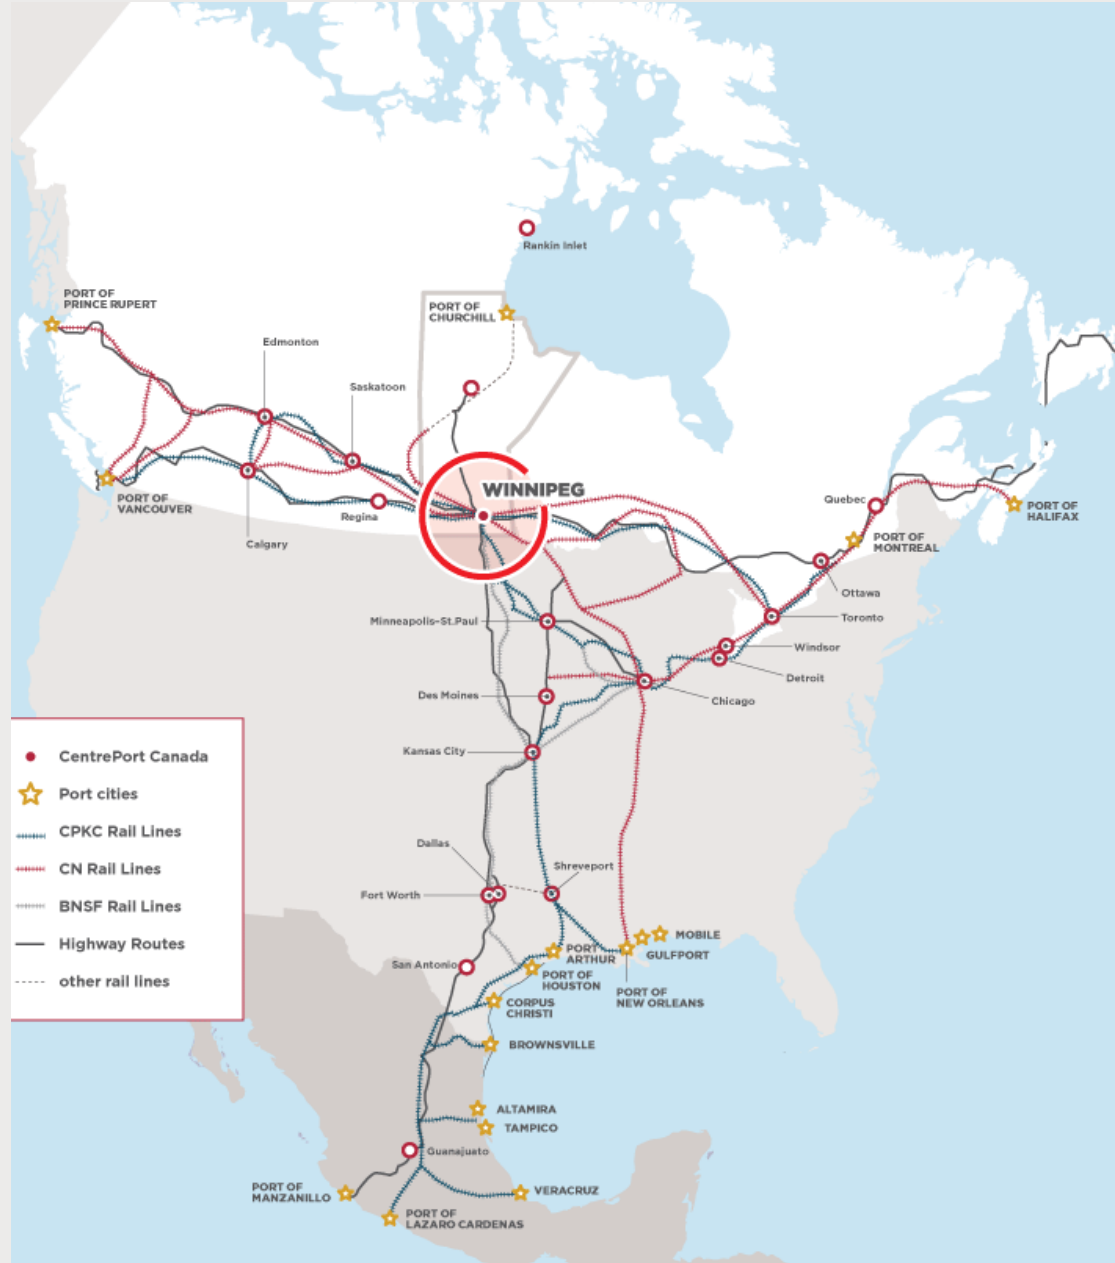 Rankin Inlet
PORT OF
PRINCE RUPERT
PORT OF
CHURCHILL
Edmonton
Saskatoon
WINNIPEG
PORT OF
VANCOUVER
Regina
Calgary
Quebec
PORT OF
HALIFAX
PORT OF
MONTREAL
Ottawa
Toronto
Minneapolis-St.Paul
Windsor
Detroit
Des Moines
Chicago
Kansas City
CentrePort Canada
Port cities
CPKC Rail Lines
CN Rail Lines
BNSF Rail Lines
Highway Routes
other rail lines
Dallas
Shreveport
Fort Worth
MOBILE
GULFPORT
PORT
ARTHUR
San Antonio
PORT OF
HOUSTON
PORT OF
NEW ORLEANS
CORPUS
CHRISTI
BROWNSVILLE
ALTAMIRA
TAMPICO
Guanajuato
PORT OF
MANZANILLO
VERACRUZ
PORT OF
LAZARO CARDENAS